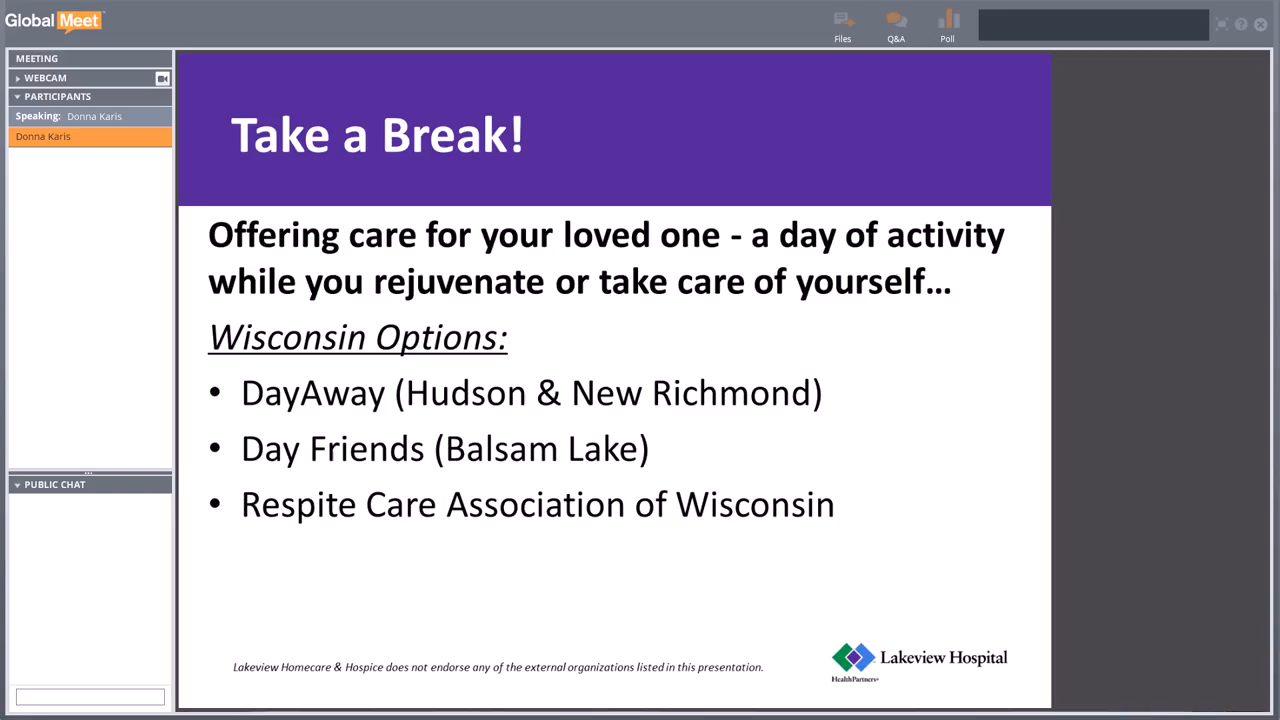 Global Meet
Files
Q&A
Poll
MEETING
WEBCAM
PARTICIPANTS
Speaking: Donna Karis
Donna Karis
PUBLIC CHAT
Take a Break!
Offering care for your loved one - a day of activity
while you rejuvenate or take care of yourself…
Wisconsin Options:
• DayAway (Hudson & New Richmond)
• Day Friends (Balsam Lake)
• Respite Care Association of Wisconsin
Lakeview Homecare & Hospice does not endorse any of the external organizations listed in this presentation.
Lakeview Hospital
HealthPartners